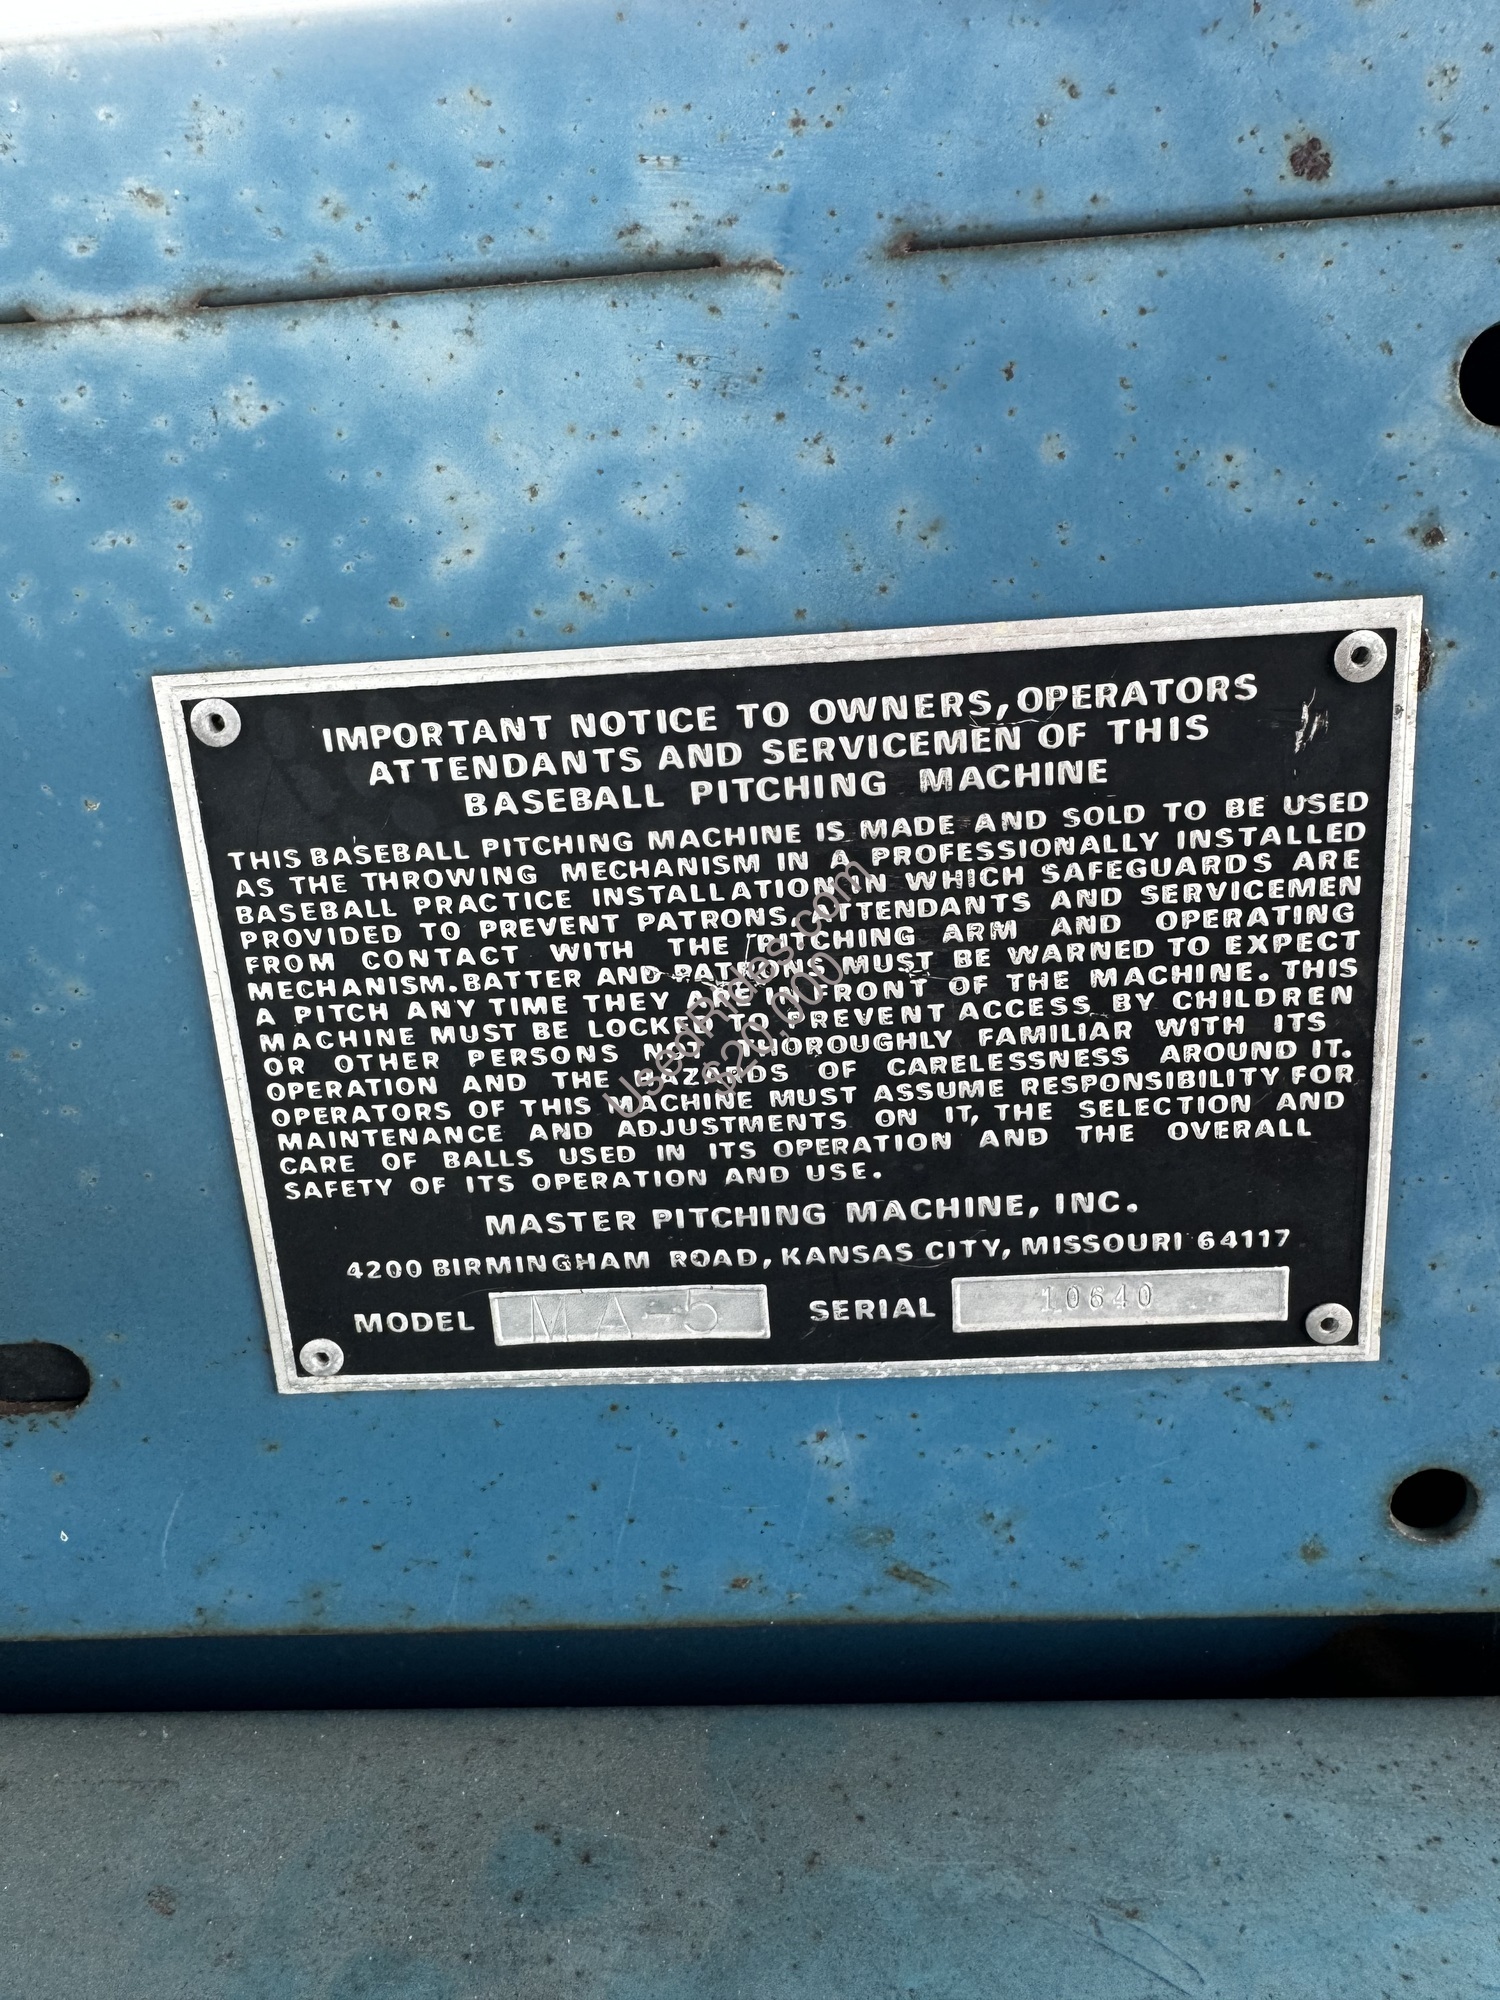 IMPORTANT NOTICE TO OWNERS, OPERATORS
ATTENDANTS AND SERVICEMEN OF THIS
BASEBALL PITCHING MACHINE
THIS BASEBALL PITCHING MACHINE IS MADE AND SOLD TO BE USED
AS THE THROWING MECHANISM IN A PROFESSIONALLY INSTALLED
BASEBALL PRACTICE INSTALLATION IN WHICH SAFEGUARDS ARE
PROVIDED TO PREVENT PATRONS, ATTENDANTS AND SERVICEMEN
FROM CONTACT WITH THE PITCHING ARM AND OPERATING
MECHANISM. BATTER AND PATRONS MUST BE WARNED TO EXPECT
A PITCH ANY TIME THEY ARE IN FRONT OF THE MACHINE. THIS
MACHINE MUST BE LOCKED TO PREVENT ACCESS BY CHILDREN
OR OTHER PERSONS NOT THOROUGHLY FAMILIAR WITH ITS
OPERATION AND THE HAZARDS OF CARELESSNESS AROUND IT.
OPERATORS OF THIS MACHINE MUST ASSUME RESPONSIBILITY FOR
MAINTENANCE AND ADJUSTMENTS ON IT, THE SELECTION AND
CARE OF BALLS USED IN ITS OPERATION AND THE OVERALL
SAFETY OF ITS OPERATION AND USE.
MASTER PITCHING MACHINE, INC.
4200 BIRMINGHAM ROAD, KANSAS CITY, MISSOURI 64117
MODEL MA-5 SERIAL 10640
UsedRides.com
$20,000